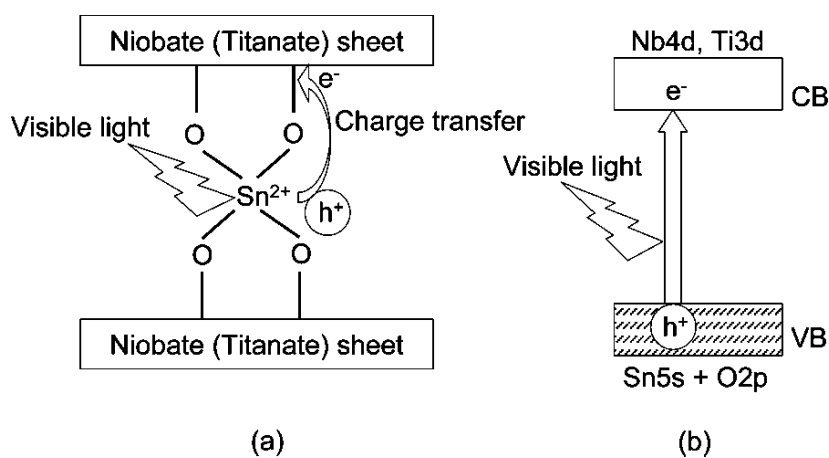 Niobate (Titanate) sheet
e⁻
Visible light
O
O
Charge transfer
Sn²⁺
h⁺
O
O
Niobate (Titanate) sheet
(a)
Nb4d, Ti3d
e⁻
CB
Visible light
h⁺
VB
Sn5s + O2p
(b)